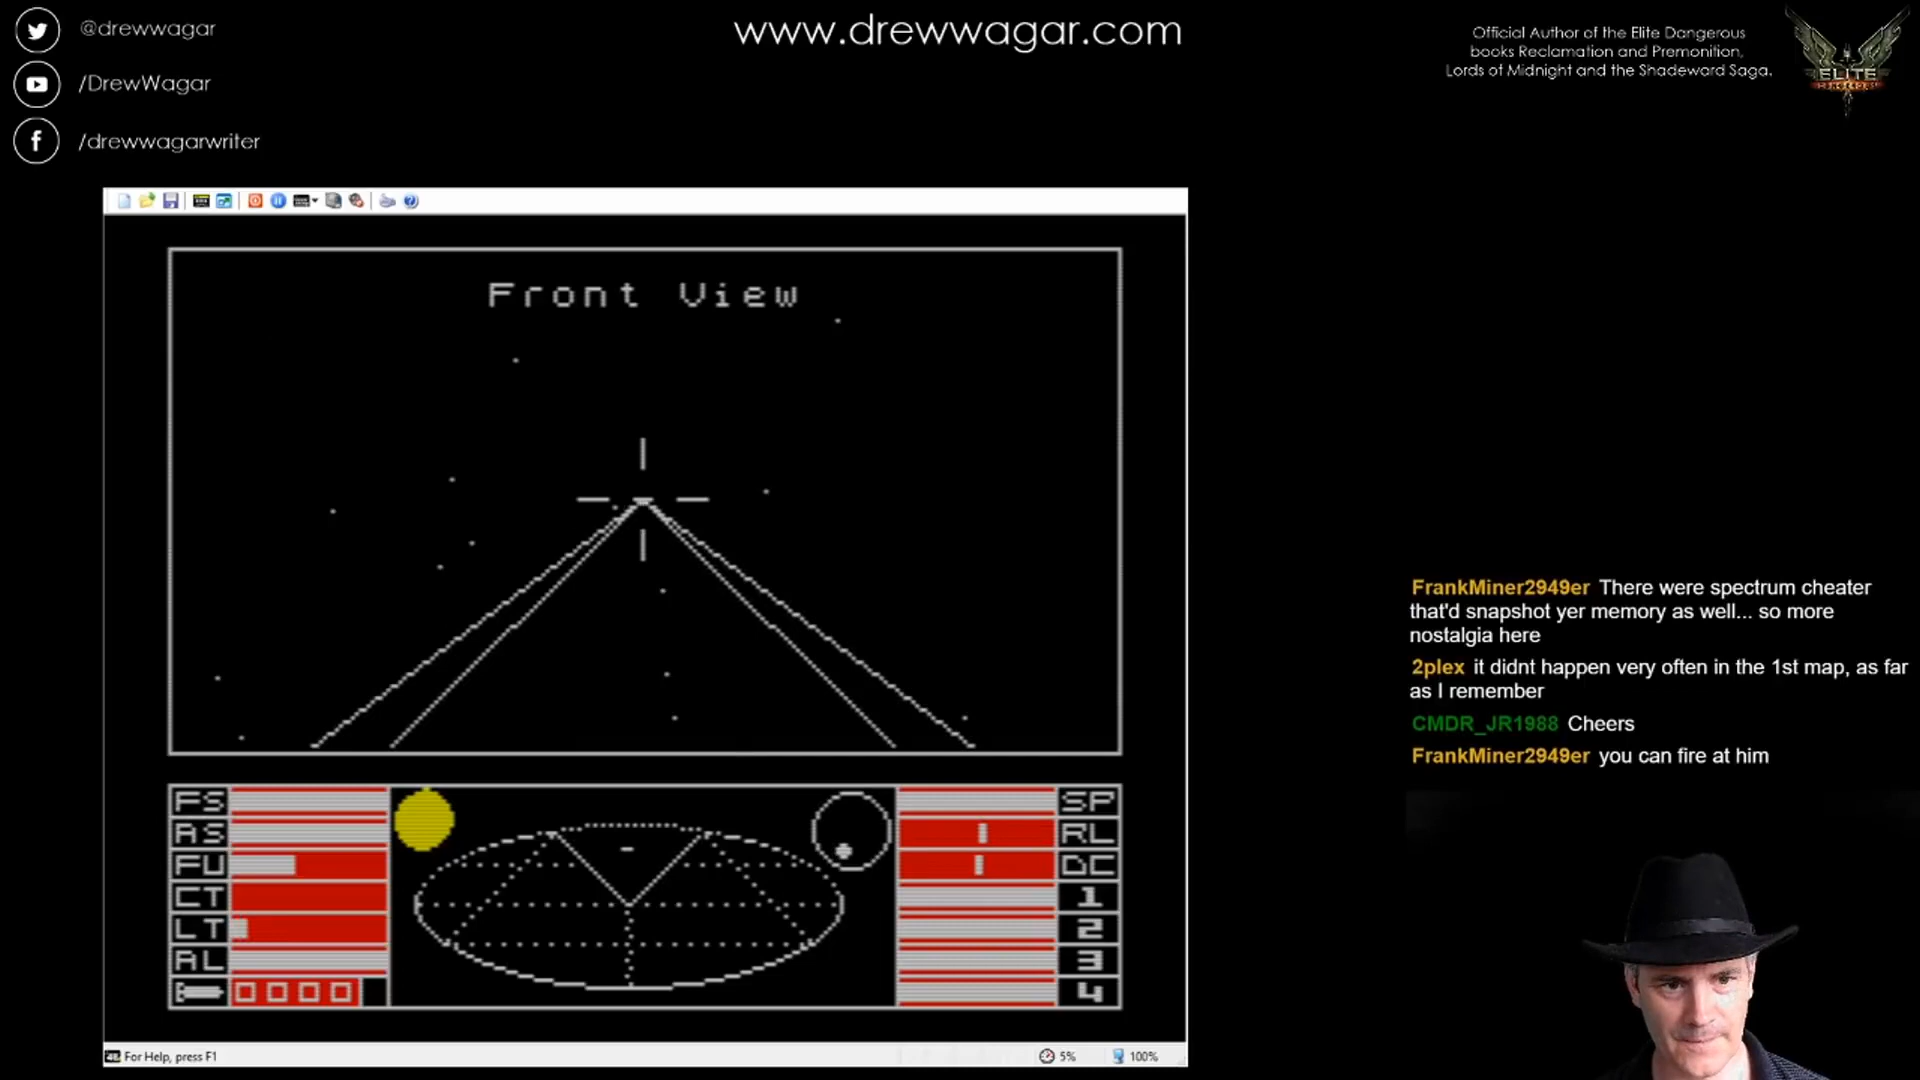 @drewwagar
/DrewWagar
/drewwagarwriter
www.drewwagar.com
Official Author of the Elite Dangerous
books Reclamation and Premonition,
Lords of Midnight and the Shadeward Saga.
ELITE
DANGEROUS
Front View
FS
AS
FU
CT
LT
AL
SP
RL
DC
1
2
3
4
For Help, press F1
5%
100%
FrankMiner2949er There were spectrum cheater
that'd snapshot yer memory as well... so more
nostalgia here
2plex it didnt happen very often in the 1st map, as far
as I remember
CMDR_JR1988 Cheers
FrankMiner2949er you can fire at him